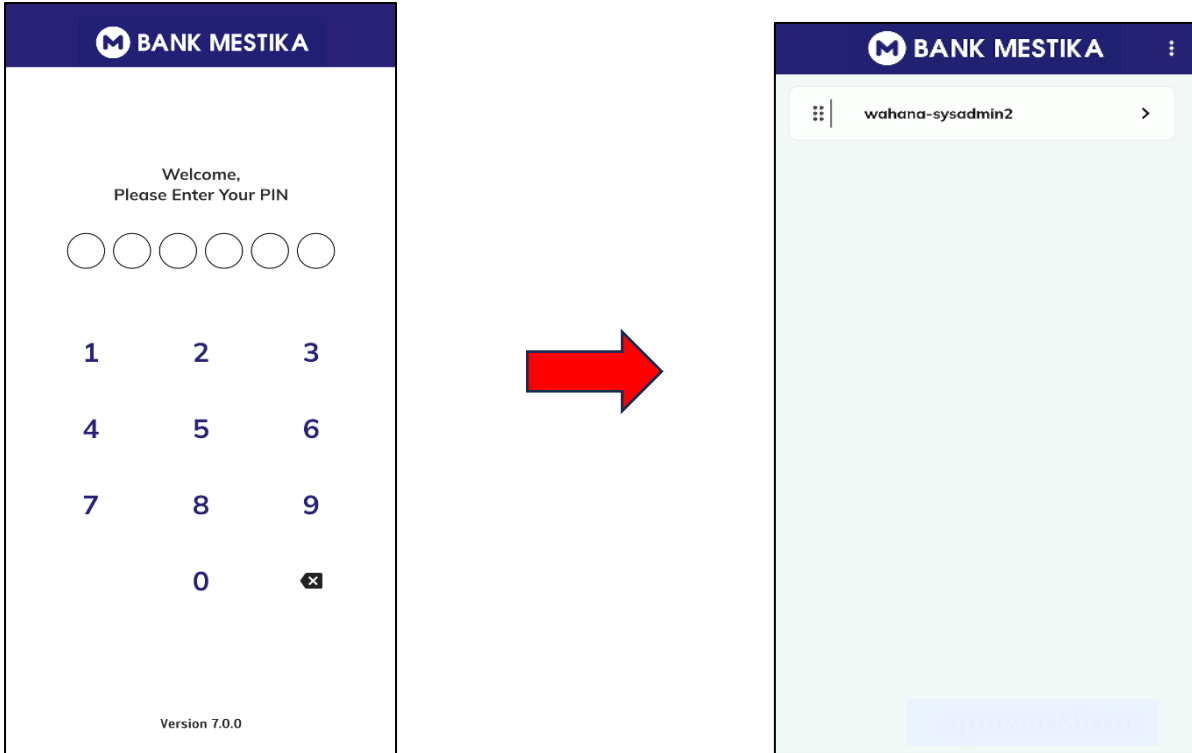 BANK MESTIKA
Welcome,
Please Enter Your PIN
1 2 3
4 5 6
7 8 9
0
Version 7.0.0
BANK MESTIKA
wahana-sysadmin2